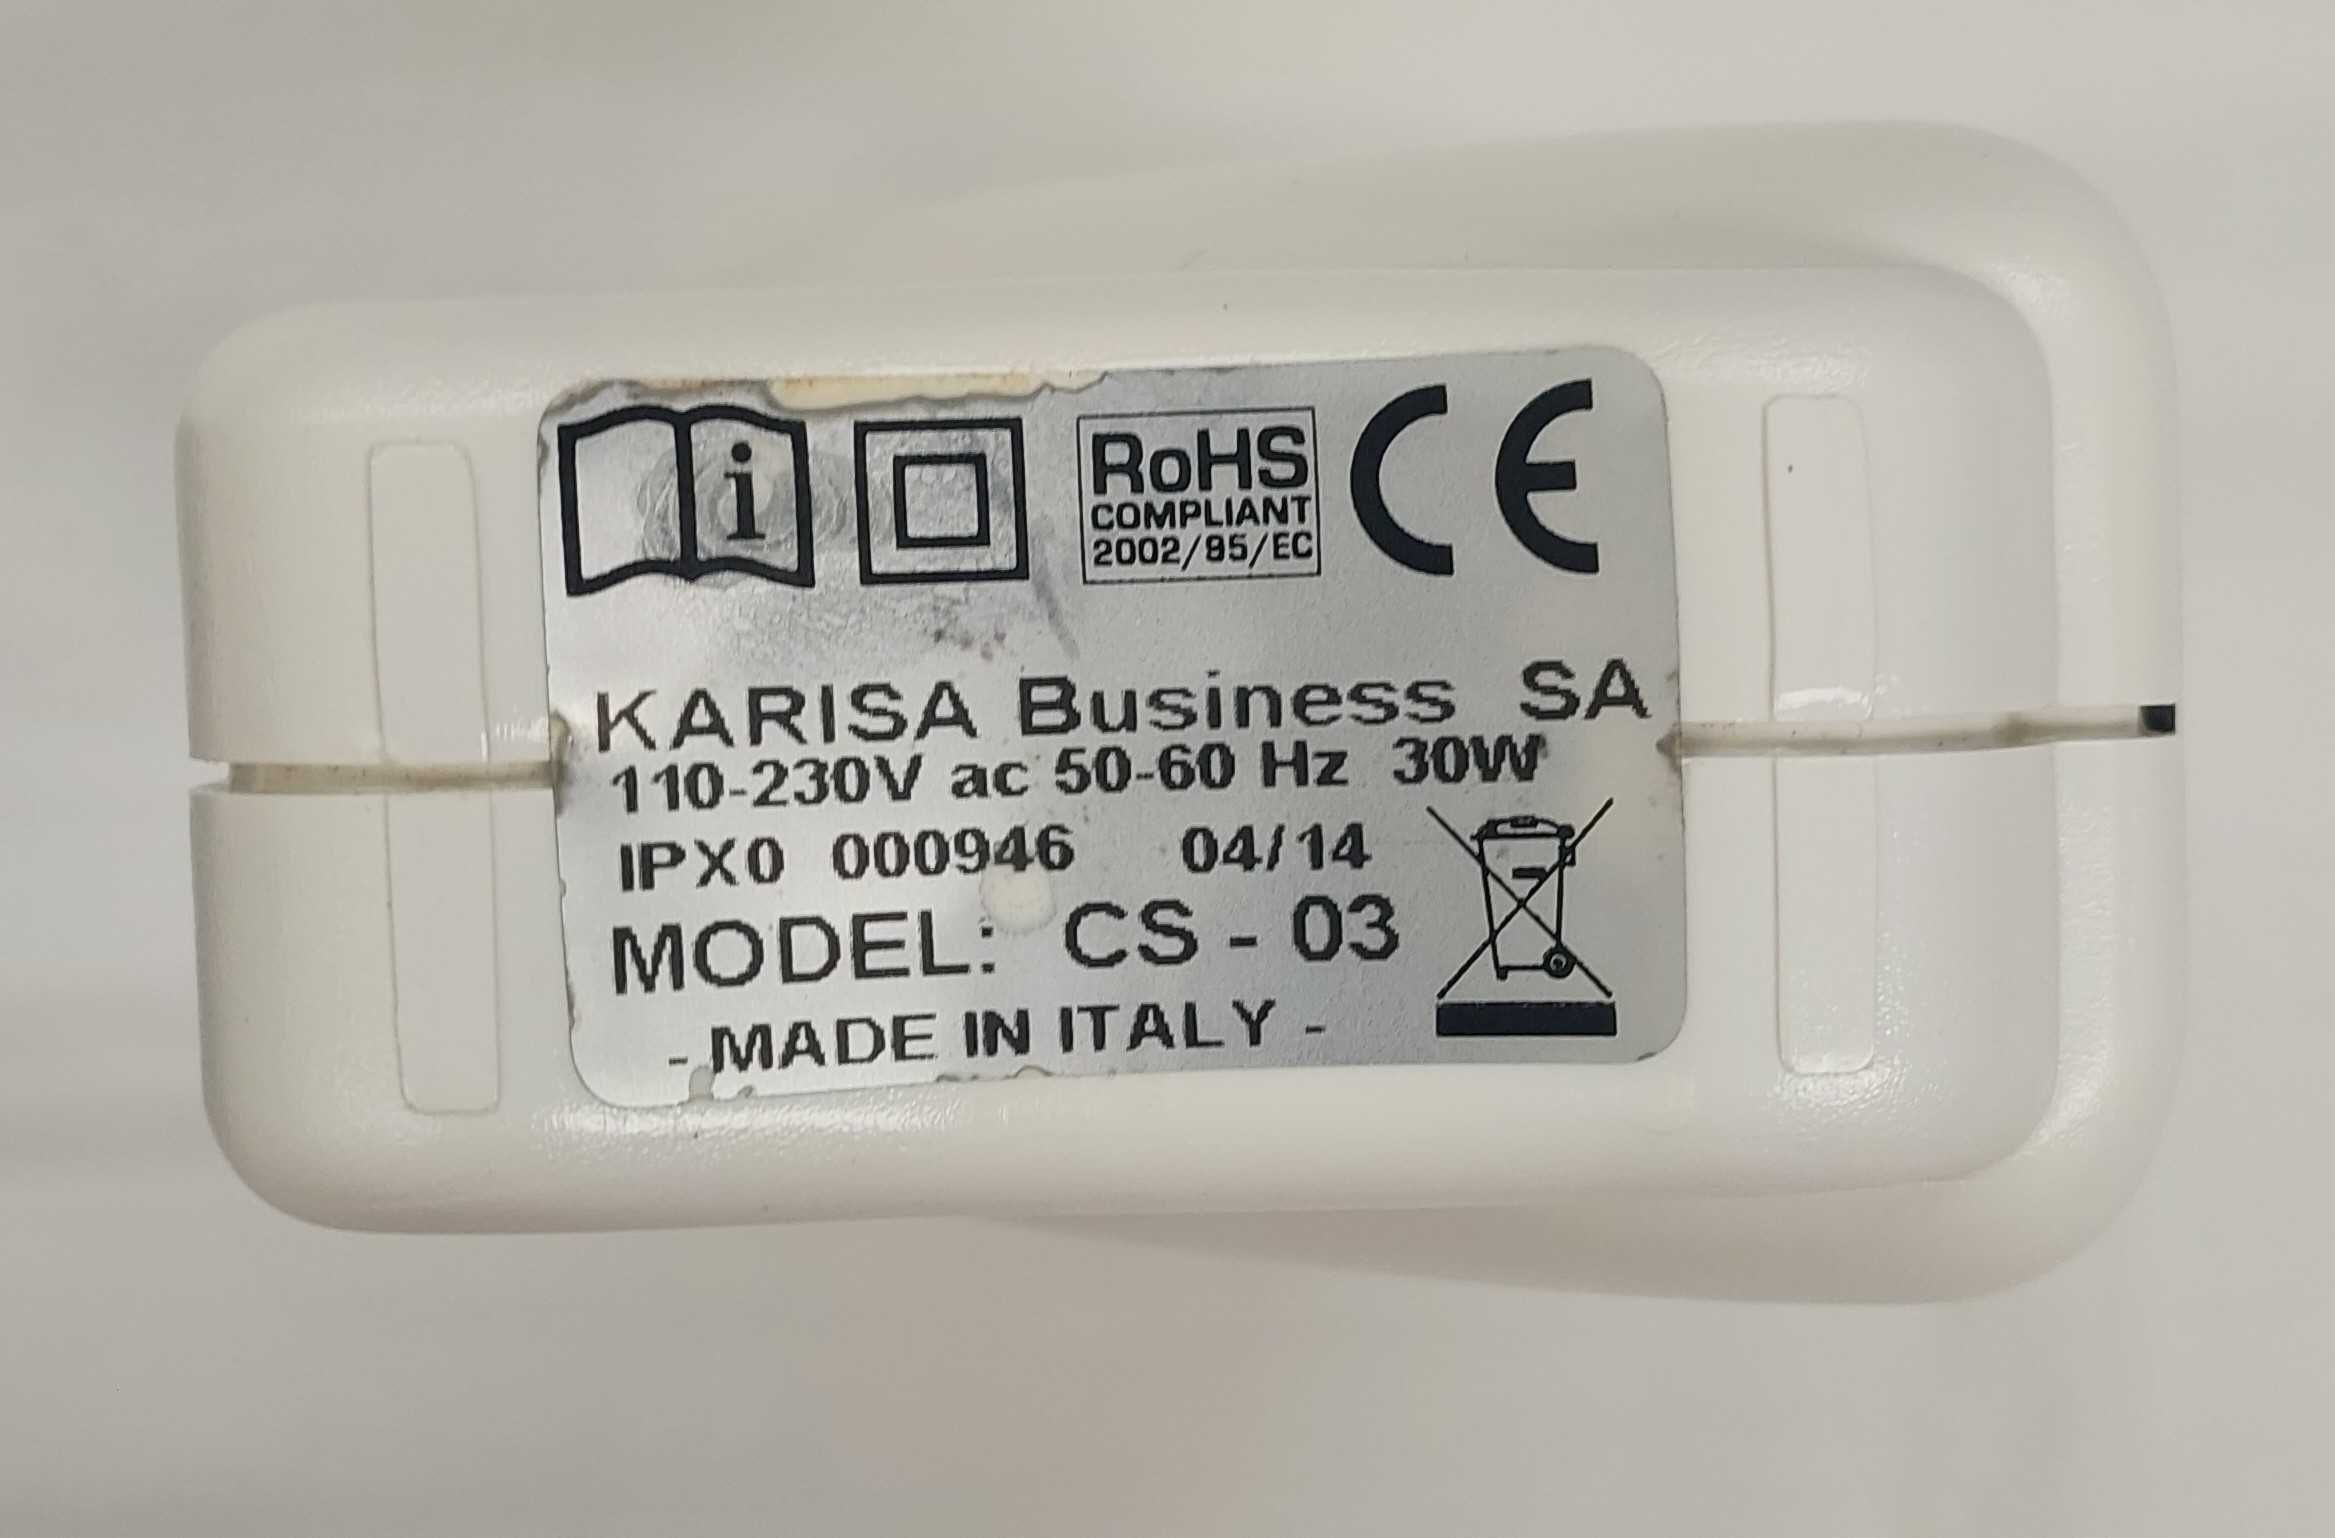 i
RoHS
COMPLIANT
2002/95/EC
CE
KARISA Business SA
110-230V ac 50-60 Hz 30W
IPX0 000946 04/14
MODEL: CS - 03
- MADE IN ITALY -